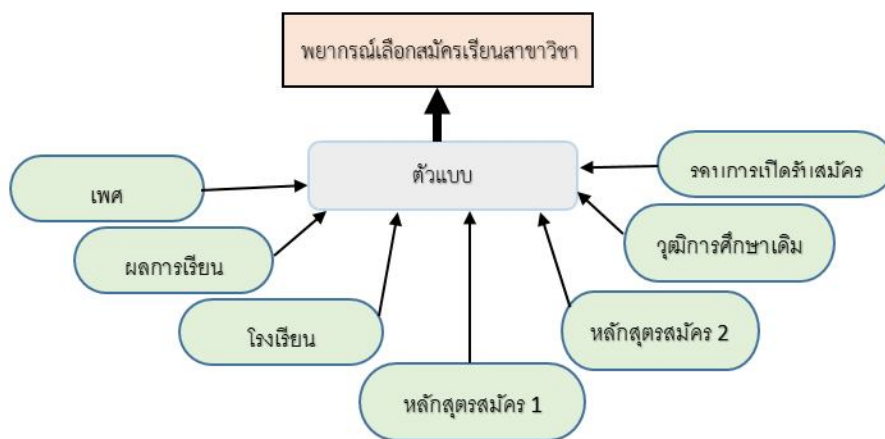 พยากรณ์เลือกสมัครเรียนสาขาวิชา
ตัวแบบ
เพศ
ผลการเรียน
โรงเรียน
หลักสูตรสมัคร 1
หลักสูตรสมัคร 2
วุฒิการศึกษาเดิม
การเปิดรับสมัคร